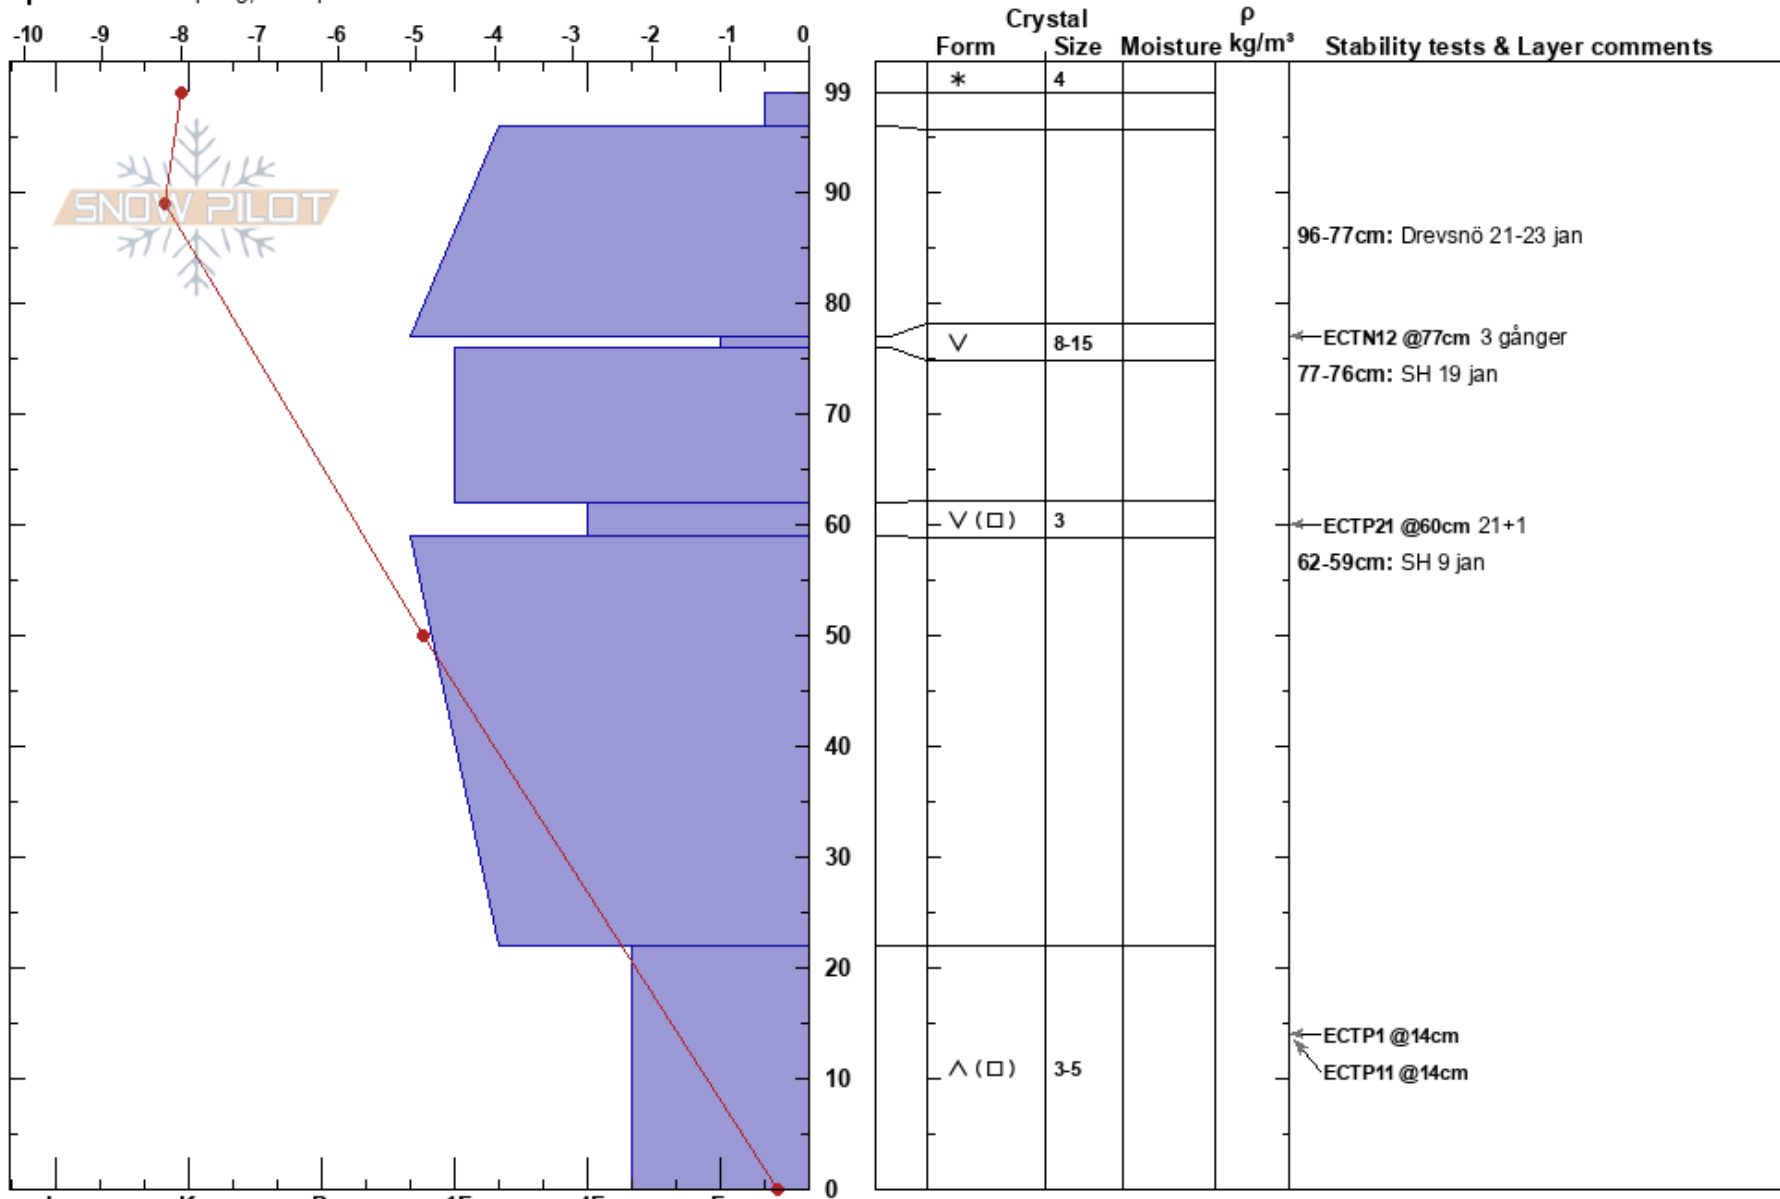 Crystal ρ
-10 -9 -8 -7 -6 -5 -4 -3 -2 -1 0 Form Size Moisture kg/m³ Stability tests & Layer comments
4
99
SNOW PILOT
90
96-77cm: Drevsnö 21-23 jan
80
ECTN12 @77cm 3 gånger
8-15
77-76cm: SH 19 jan
70
60 3 ECTP21 @60cm 21+1
62-59cm: SH 9 jan
50
40
30
20
ECTP1 @14cm
10 3-5 ECTP11 @14cm
0